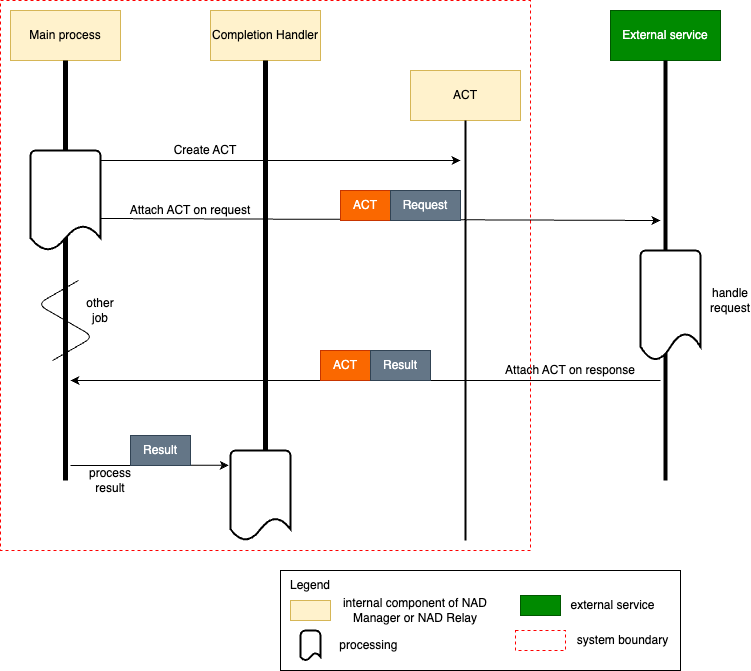 Main process
Completion Handler
External service
ACT
Create ACT
Attach ACT on request
ACT
Request
other
job
handle
request
ACT
Result
Attach ACT on response
Result
process
result
Legend
internal component of NAD
Manager or NAD Relay
external service
processing
system boundary